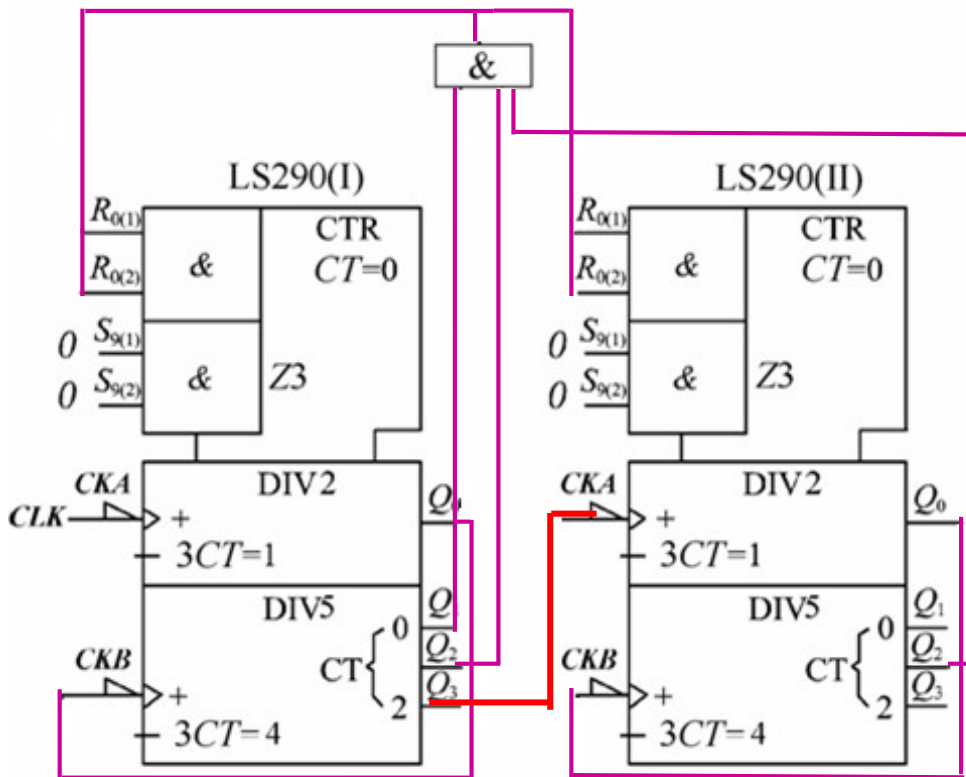 &
LS290(I)
R0(1)
R0(2)
&
CTR
CT=0
0 S9(1)
0 S9(2)
&
Z3
CKA
CLK
DIV2
+
3CT=1
Q0
DIV5
CKB
+
3CT=4
CT
0
2
Q
Q2
Q3
LS290(II)
R0(1)
R0(2)
&
CTR
CT=0
0 S9(1)
0 S9(2)
&
Z3
CKA
DIV2
+
3CT=1
Q0
DIV5
CKB
+
3CT=4
CT
0
2
Q1
Q2
Q3